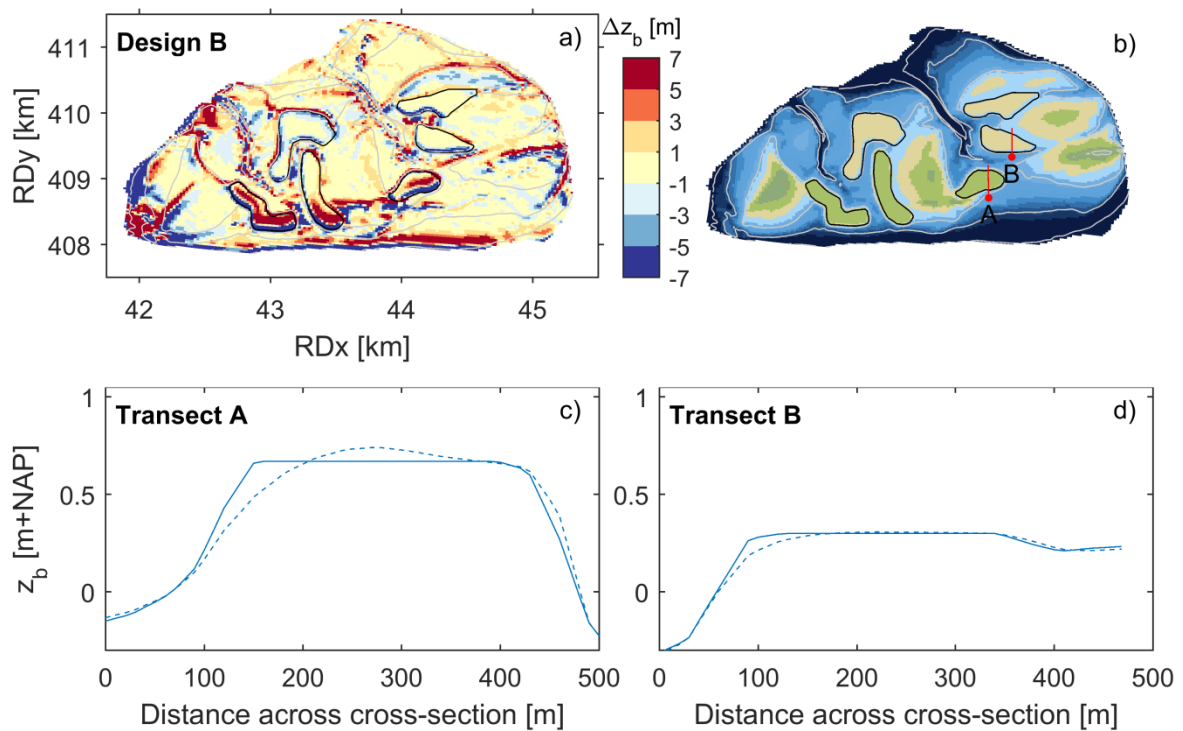 Design B
a)
Δz_b [m]
b)
411
410
409
408
RDy [km]
42
43
44
45
RDx [km]
7
5
3
1
-1
-3
-5
-7
B
A
Transect A
c)
1
0.5
0
z_b [m+NAP]
0
100
200
300
400
500
Distance across cross-section [m]
Transect B
d)
1
0.5
0
0
100
200
300
400
500
Distance across cross-section [m]